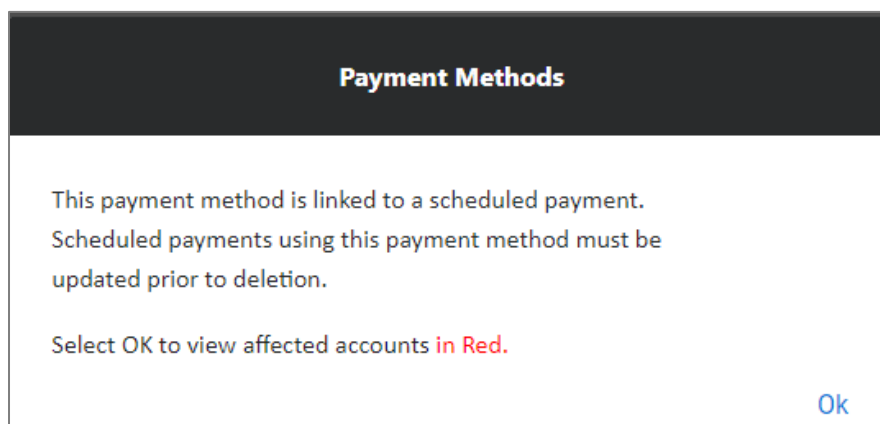 Payment Methods
This payment method is linked to a scheduled payment.
Scheduled payments using this payment method must be
updated prior to deletion.
Select OK to view affected accounts in Red.
Ok